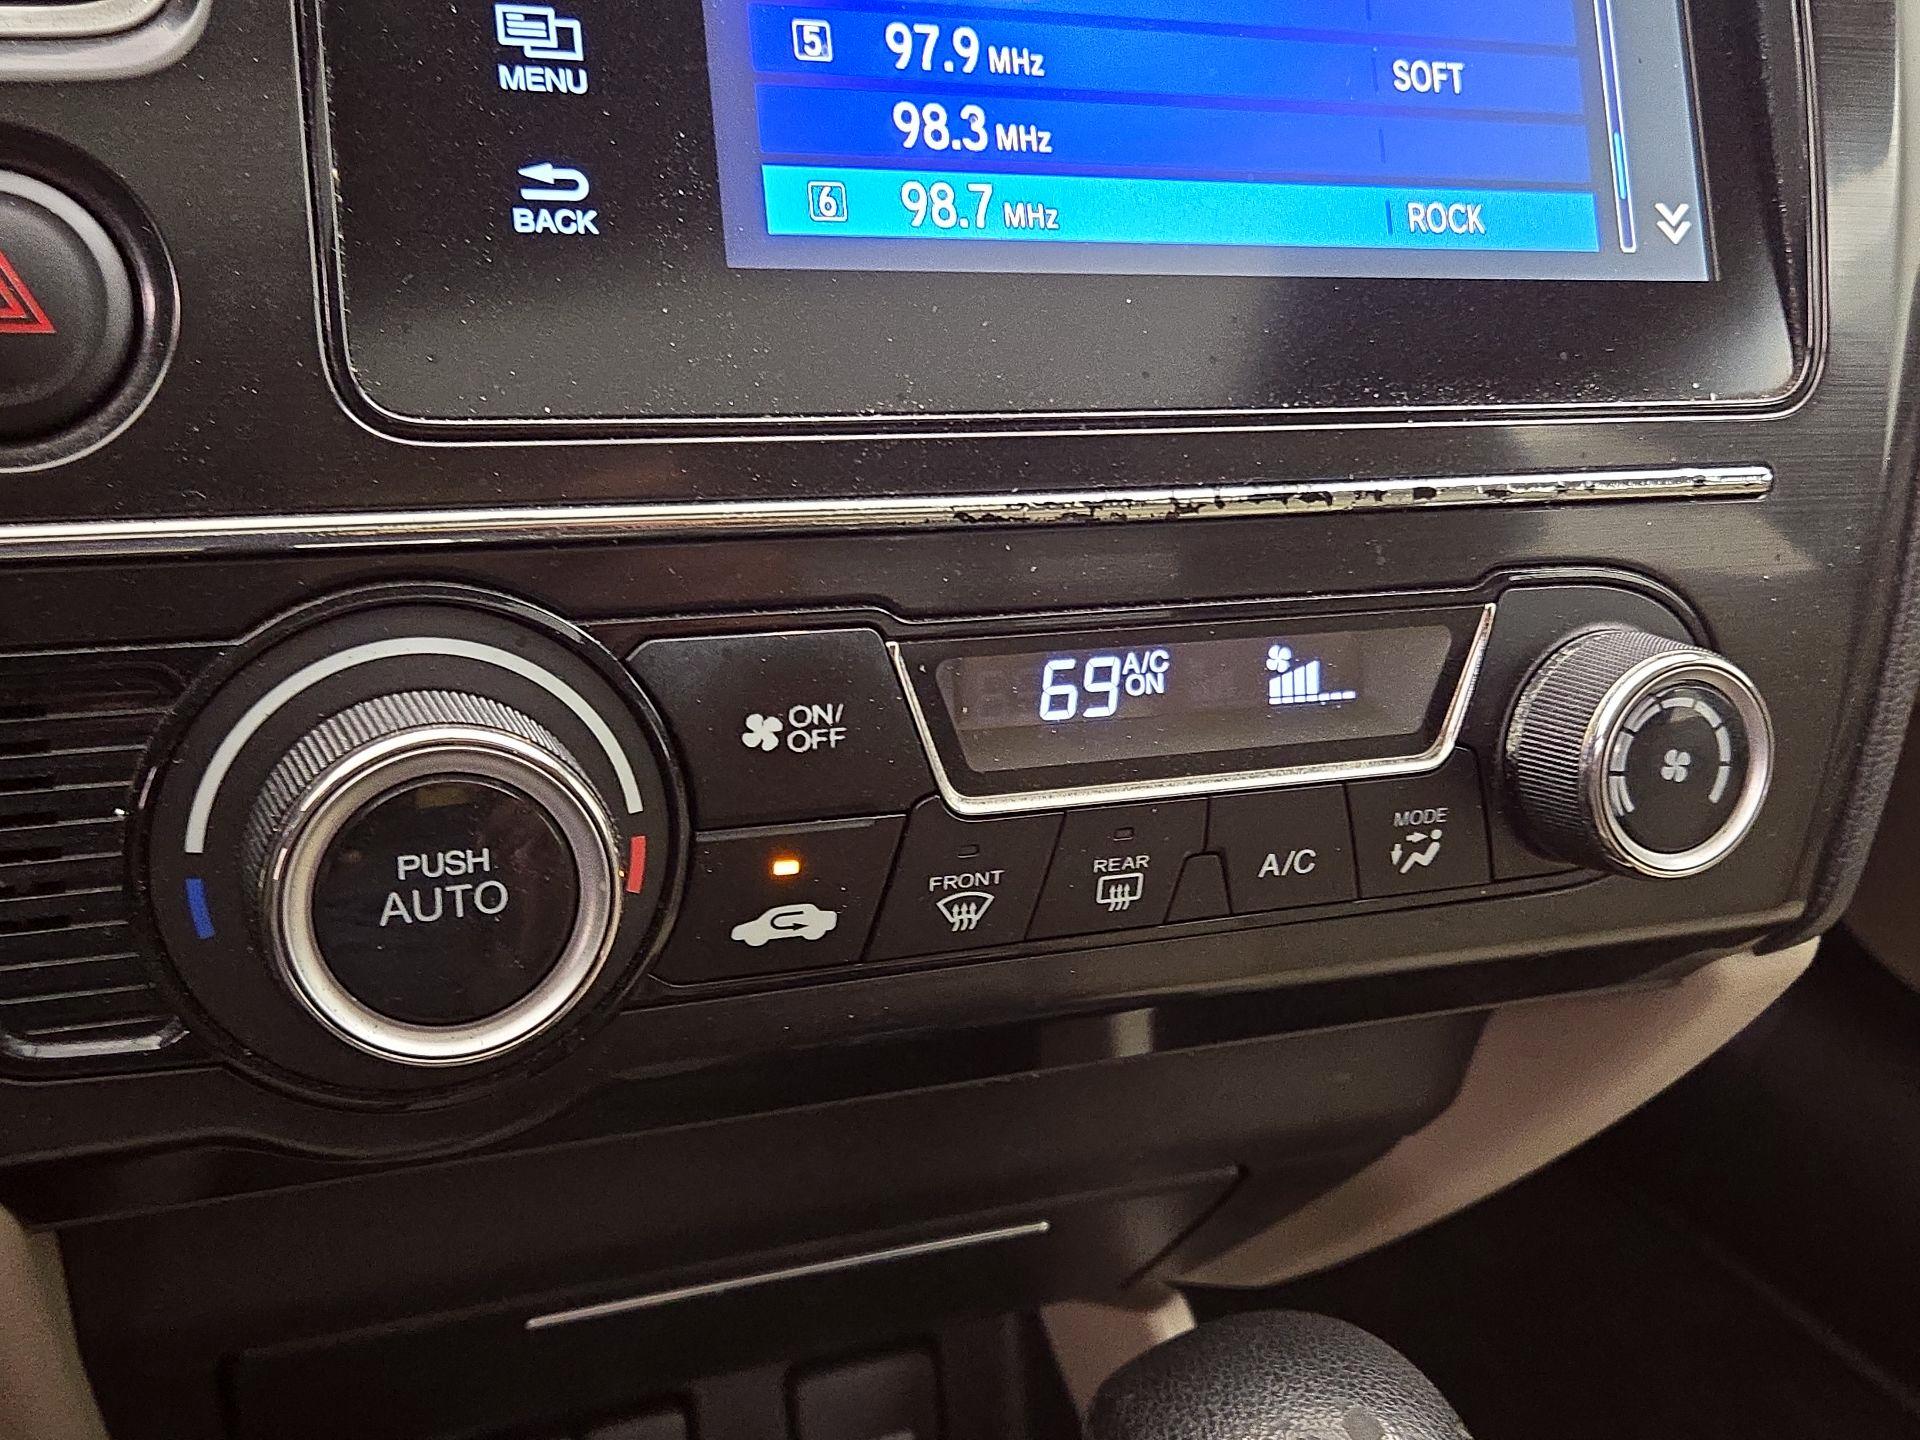 MENU
5 97.9 MHz SOFT
98.3 MHz
BACK
6 98.7 MHz ROCK
69 A/C ON
ON/
OFF
PUSH
AUTO
FRONT
REAR
A/C
MODE